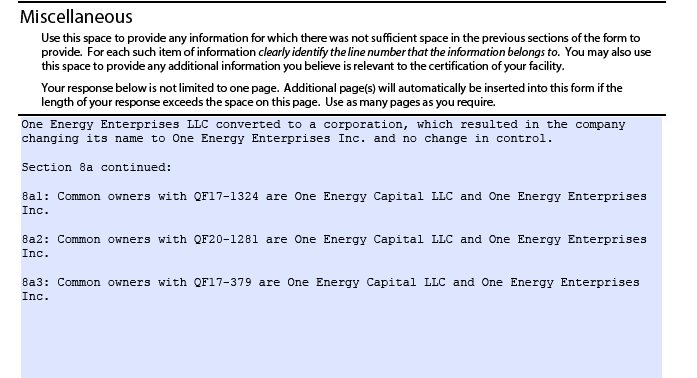 Miscellaneous
Use this space to provide any information for which there was not sufficient space in the previous sections of the form to
provide. For each such item of information clearly identify the line number that the information belongs to. You may also use
this space to provide any additional information you believe is relevant to the certification of your facility.
Your response below is not limited to one page. Additional page(s) will automatically be inserted into this form if the
length of your response exceeds the space on this page. Use as many pages as you require.
One Energy Enterprises LLC converted to a corporation, which resulted in the company
changing its name to One Energy Enterprises Inc. and no change in control.
Section 8a continued:
8a1: Common owners with QF17-1324 are One Energy Capital LLC and One Energy Enterprises
Inc.
8a2: Common owners with QF20-1281 are One Energy Capital LLC and One Energy Enterprises
Inc.
8a3: Common owners with QF17-379 are One Energy Capital LLC and One Energy Enterprises
Inc.